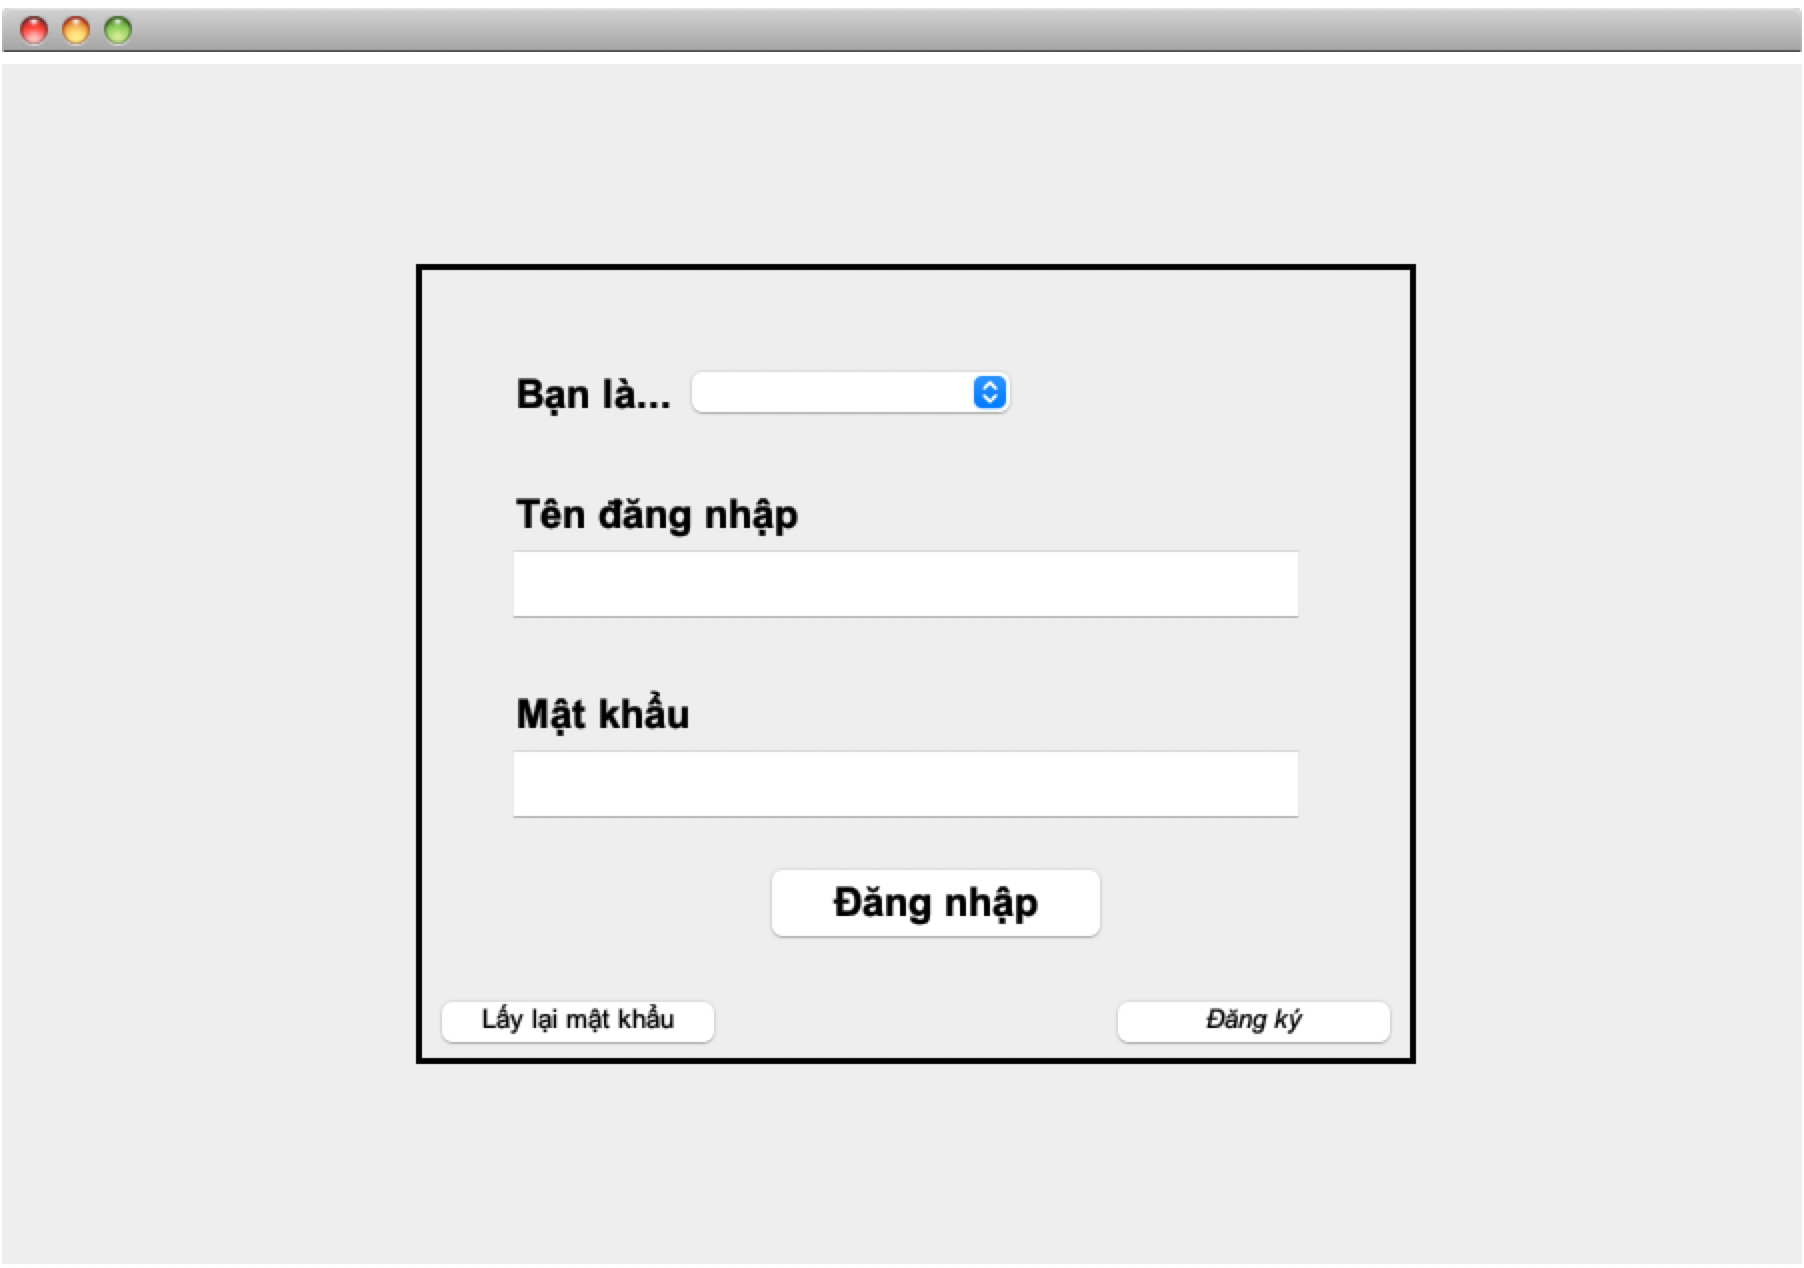 Bạn là...
Tên đăng nhập
Mật khẩu
Đăng nhập
Lấy lại mật khẩu
Đăng ký